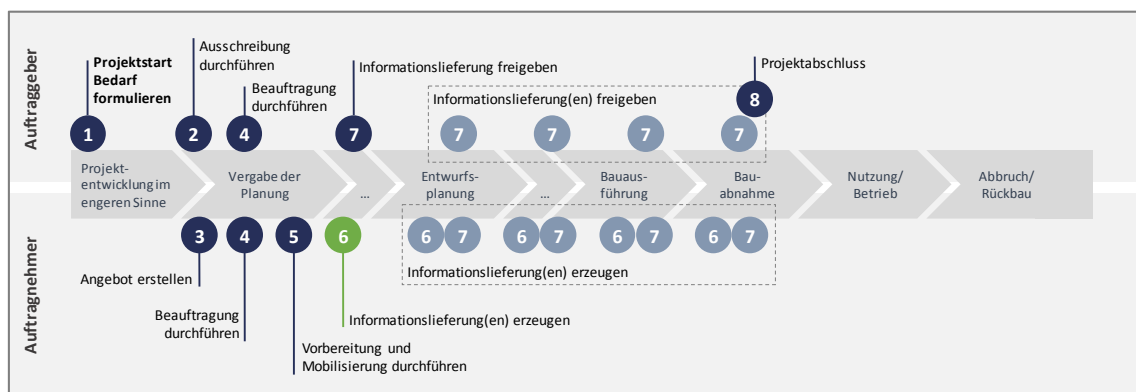 Auftraggeber
Projektstart
Bedarf
formulieren
Ausschreibung
durchführen
Beauftragung
durchführen
Informationslieferung freigeben
Informationslieferung(en) freigeben
Projektabschluss
1
2
4
7
7
7
7
7
8
Projekt-
entwicklung im
engeren Sinne
Vergabe der
Planung
...
Entwurfs-
planung
...
Bauaus-
führung
Bau-
abnahme
Nutzung/
Betrieb
Abbruch/
Rückbau
Auftragnehmer
3
4
5
6
6 7
6 7
6 7
6 7
Angebot erstellen
Informationslieferung(en) erzeugen
Beauftragung
durchführen
Informationslieferung(en) erzeugen
Vorbereitung und
Mobilisierung durchführen